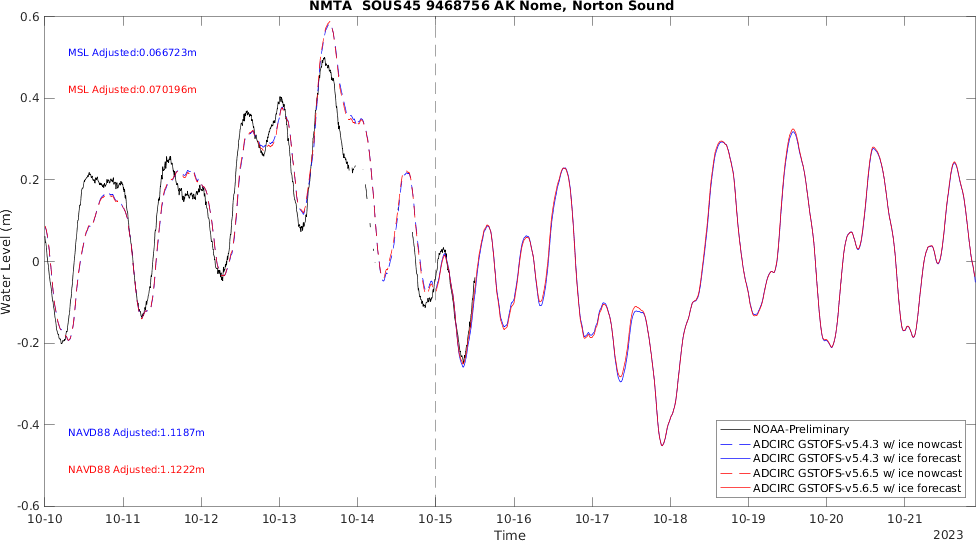 NMTA SOUS45 9468756 AK Nome, Norton Sound
0.6
MSL Adjusted:0.066723m
MSL Adjusted:0.070196m
0.4
0.2
0
-0.2
-0.4
-0.6
Water Level (m)
NAVD88 Adjusted:1.1187m
NAVD88 Adjusted:1.1222m
NOAA-Preliminary
ADCIRC GSTOFS-v5.4.3 w/ ice nowcast
ADCIRC GSTOFS-v5.4.3 w/ ice forecast
ADCIRC GSTOFS-v5.6.5 w/ ice nowcast
ADCIRC GSTOFS-v5.6.5 w/ ice forecast
10-10 10-11 10-12 10-13 10-14 10-15 10-16 10-17 10-18 10-19 10-20 10-21
Time
2023